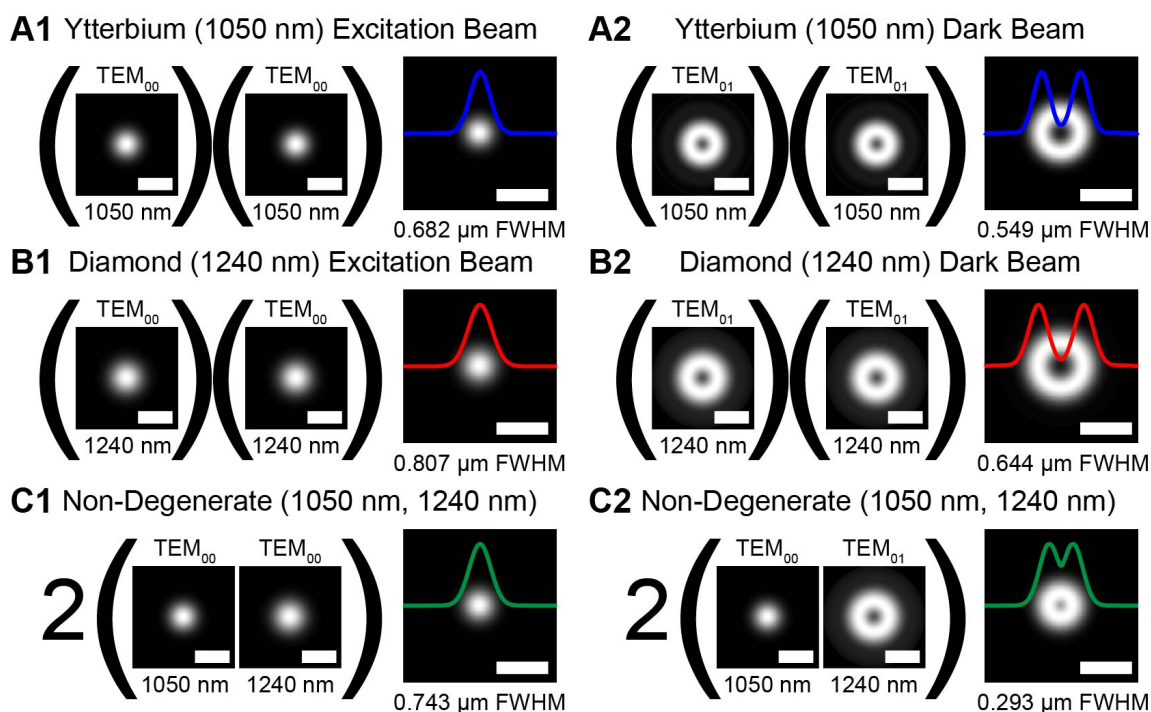 A1 Ytterbium (1050 nm) Excitation Beam
TEM00 TEM00
1050 nm 1050 nm
0.682 µm FWHM
A2 Ytterbium (1050 nm) Dark Beam
TEM01 TEM01
1050 nm 1050 nm
0.549 µm FWHM
B1 Diamond (1240 nm) Excitation Beam
TEM00 TEM00
1240 nm 1240 nm
0.807 µm FWHM
B2 Diamond (1240 nm) Dark Beam
TEM01 TEM01
1240 nm 1240 nm
0.644 µm FWHM
C1 Non-Degenerate (1050 nm, 1240 nm)
TEM00 TEM00
2 ( )
1050 nm 1240 nm
0.743 µm FWHM
C2 Non-Degenerate (1050 nm, 1240 nm)
TEM00 TEM01
2 ( )
1050 nm 1240 nm
0.293 µm FWHM